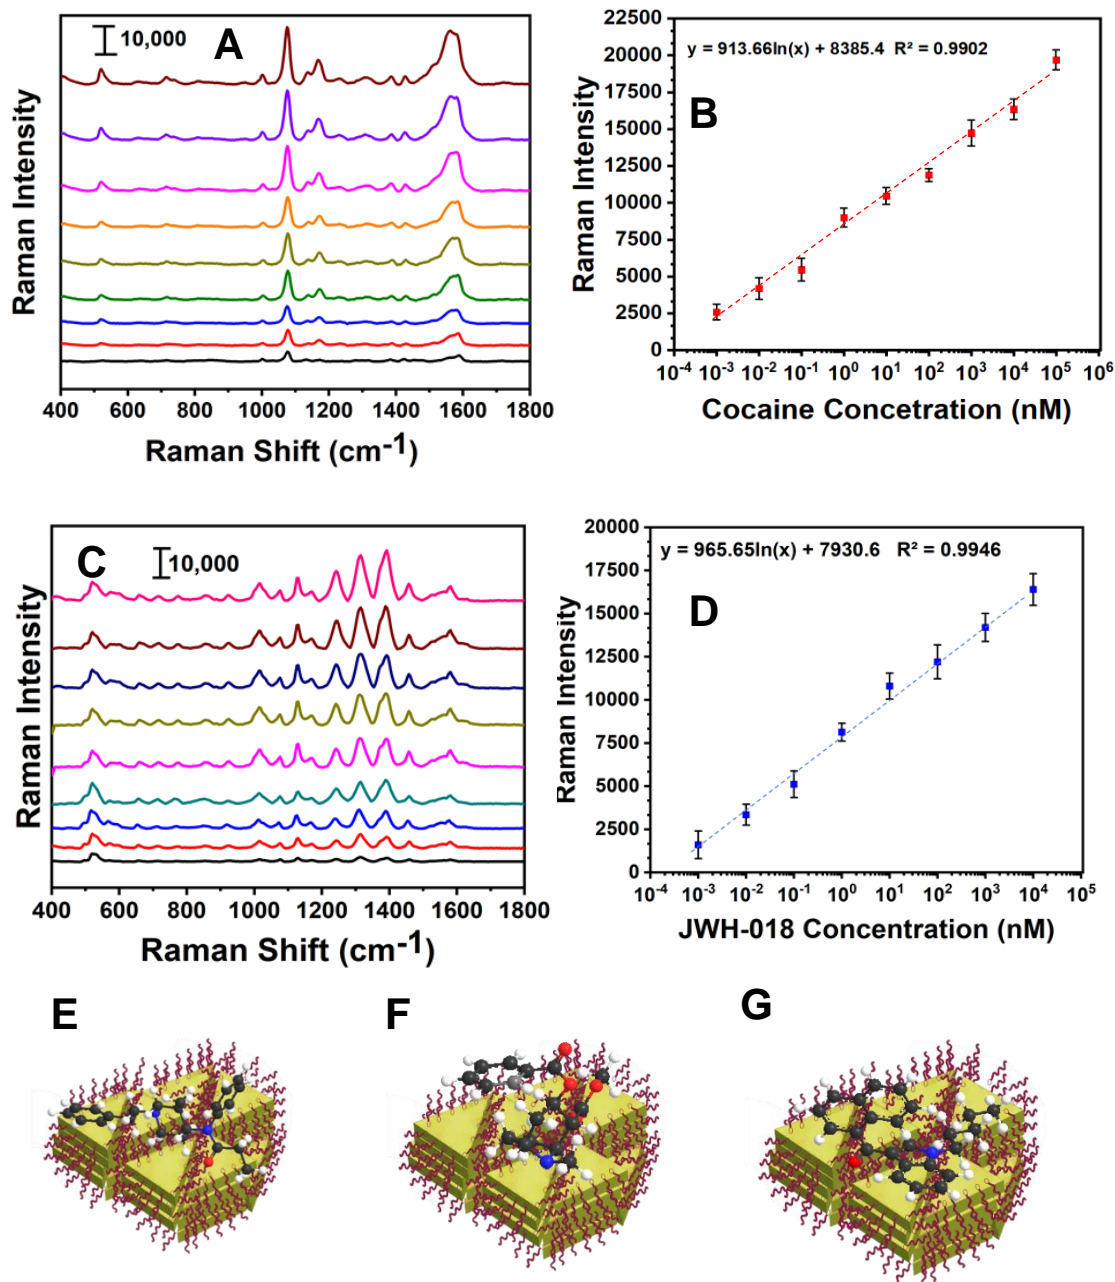 A
10,000
Raman Intensity
400 600 800 1000 1200 1400 1600 1800
Raman Shift (cm-1)
B
y = 913.66ln(x) + 8385.4 R² = 0.9902
Raman Intensity
22500
20000
17500
15000
12500
10000
7500
5000
2500
0
10-4 10-3 10-2 10-1 100 101 102 103 104 105 106
Cocaine Concetration (nM)
C
10,000
Raman Intensity
400 600 800 1000 1200 1400 1600 1800
Raman Shift (cm-1)
D
y = 965.65ln(x) + 7930.6 R² = 0.9946
Raman Intensity
20000
17500
15000
12500
10000
7500
5000
2500
0
10-4 10-3 10-2 10-1 100 101 102 103 104 105
JWH-018 Concentration (nM)
E
F
G